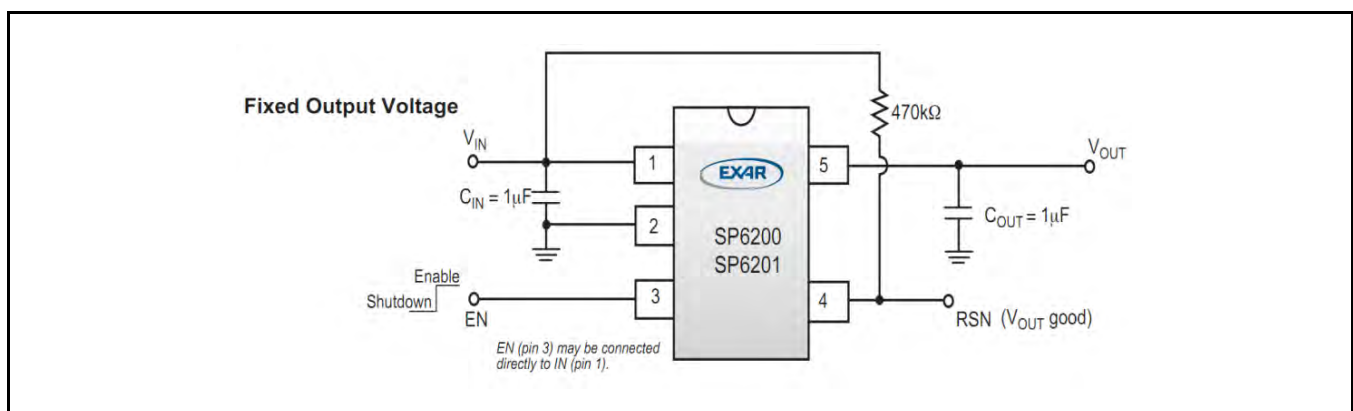 Fixed Output Voltage
470kΩ
VIN
1
EXAR
5
VOUT
CIN = 1µF
2
SP6200
SP6201
COUT = 1µF
Enable
Shutdown
EN
3
4
RSN (VOUT good)
EN (pin 3) may be connected
directly to IN (pin 1).